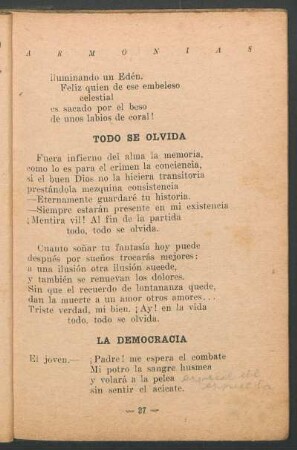 ARMONIAS
iluminando un Edén.
Feliz quien de ese embeleso
celestial
es sacado por el beso
de unos labios de coral!
TODO SE OLVIDA
Fuera infierno del alma la memoria,
como lo es para el crimen la conciencia,
si el buen Dios no la hiciera transitoria
prestándola mezquina consistencia
—Eternamente guardaré tu historia.
—Siempre estarán presente en mi existencia
¡Mentira vil! Al fin de la partida
todo, todo se olvida.
Cuanto soñar tu fantasía hoy puede
después por sueños trocarás mejores:
a una ilusión otra ilusión sucede,
y también se renuevan los dolores.
Sin que el recuerdo de lontananza quede,
dan la muerte a un amor otros amores...
Triste verdad, mi bien. ¡Ay! en la vida
todo, todo se olvida.
LA DEMOCRACIA
El joven.— ¡Padre! me espera el combate
Mi potro la sangre husmea
y volará a la pelea
sin sentir el acicate.
— 27 —